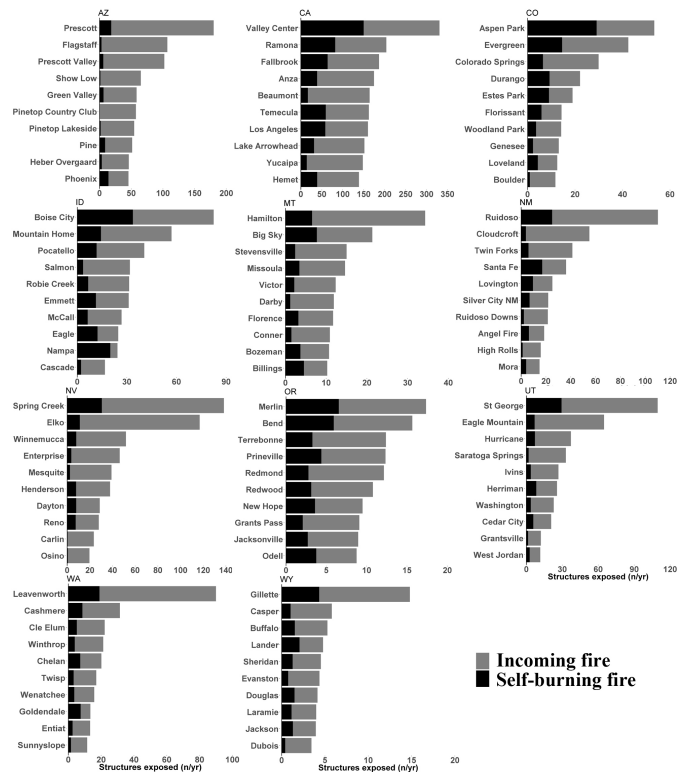 AZ
Prescott
Flagstaff
Prescott Valley
Show Low
Green Valley
Pinetop Country Club
Pinetop Lakeside
Pine
Heber Overgaard
Phoenix
0 50 100 150 200
CA
Valley Center
Ramona
Fallbrook
Anza
Beaumont
Temecula
Los Angeles
Lake Arrowhead
Yucaipa
Hemet
0 50 100 150 200 250 300 350 400
CO
Aspen Park
Evergreen
Colorado Springs
Durango
Estes Park
Florissant
Woodland Park
Genesee
Loveland
Boulder
0 20 40 60
ID
Boise City
Mountain Home
Pocatello
Salmon
Robie Creek
Emmett
McCall
Eagle
Nampa
Cascade
0 30 60 90
MT
Hamilton
Big Sky
Stevensville
Missoula
Victor
Darby
Florence
Conner
Bozeman
Billings
0 10 20 30 40
NM
Ruidoso
Cloudcroft
Twin Forks
Santa Fe
Lovington
Silver City NM
Ruidoso Downs
Angel Fire
High Rolls
Mora
0 20 40 60 80 100 120
NV
Spring Creek
Elko
Winnemucca
Enterprise
Mesquite
Henderson
Dayton
Reno
Carlin
Osino
0 20 40 60 80 100 120 140
OR
Merlin
Bend
Terrebonne
Prineville
Redmond
Redwood
New Hope
Grants Pass
Jacksonville
Odell
0 5 10 15 20
UT
St George
Eagle Mountain
Hurricane
Saratoga Springs
Ivins
Herriman
Washington
Cedar City
Grantsville
West Jordan
0 30 60 90 120
Structures exposed (n/yr)
WA
Leavenworth
Cashmere
Cle Elum
Winthrop
Chelan
Twisp
Wenatchee
Goldendale
Entiat
Sunnyslope
0 20 40 60 80 100
Structures exposed (n/yr)
WY
Gillette
Casper
Buffalo
Lander
Sheridan
Evanston
Douglas
Laramie
Jackson
Dubois
0 5 10 15 20
Structures exposed (n/yr)
Incoming fire
Self-burning fire